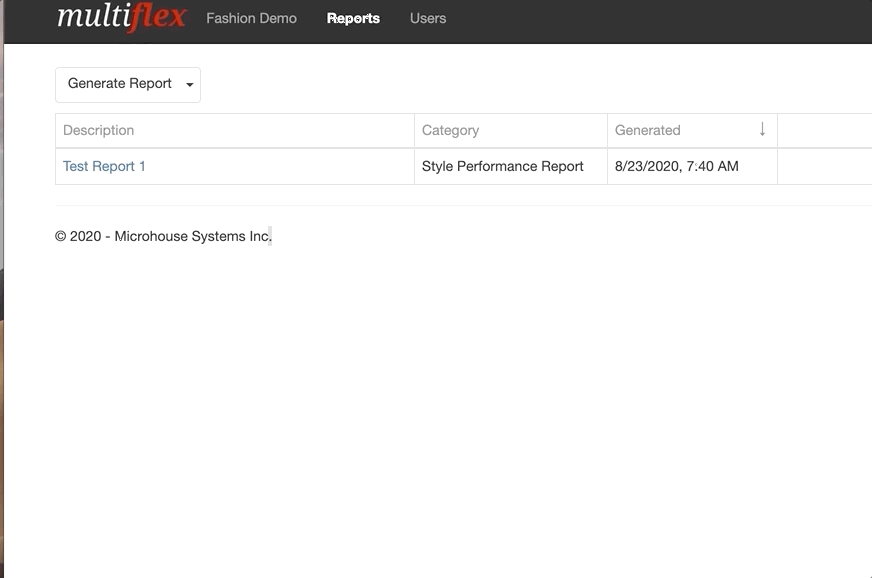 multiflex Fashion Demo Reports Users
Generate Report
Description Category Generated ↓
Test Report 1 Style Performance Report 8/23/2020, 7:40 AM
© 2020 - Microhouse Systems Inc.